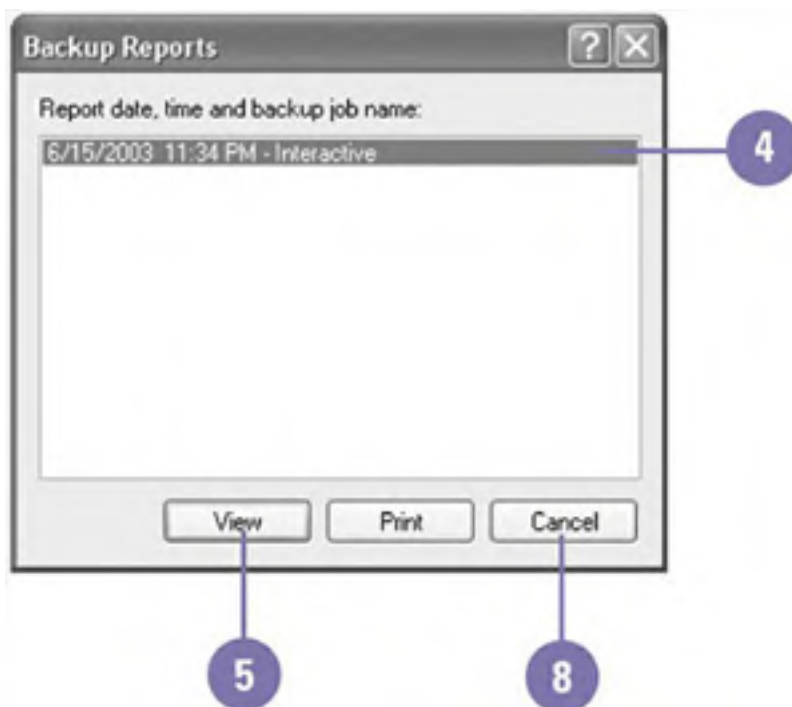 Backup Reports
Report date, time and backup job name:
6/15/2003 11:34 PM - Interactive
4
View Print Cancel
5 8